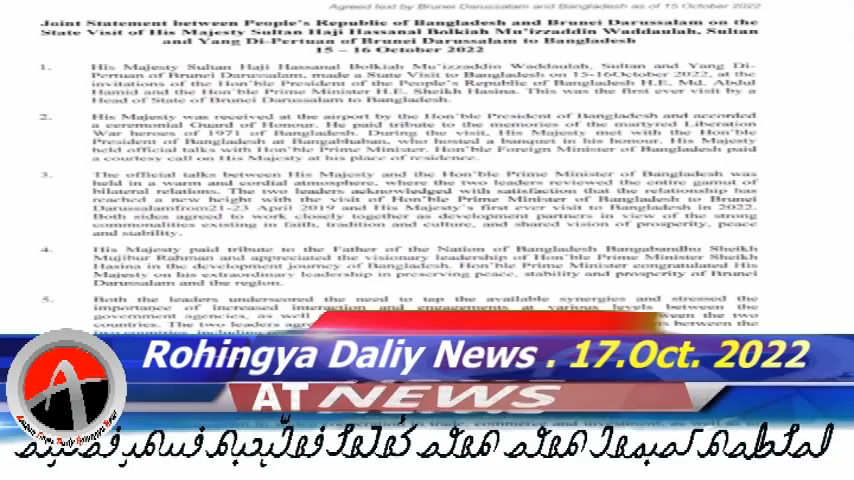 Agreed text by Brunei Darussalam and Bangladesh as of 15 October 2022
Joint Statement between People's Republic of Bangladesh and Brunei Darussalam on the
State Visit of His Majesty Sultan Haji Hassanal Bolkiah Mu'izzaddin Waddaulah, Sultan
and Yang Di-Pertuan of Brunei Darussalam to Bangladesh
15 – 16 October 2022
1. His Majesty Sultan Haji Hassanal Bolkiah Mu'izzaddin Waddaulah, Sultan and Yang Di-
Pertuan of Brunei Darussalam, made a State Visit to Bangladesh on 15-16October 2022, at the
invitations of the Hon'ble President of the People's Republic of Bangladesh H.E. Md. Abdul
Hamid and the Hon'ble Prime Minister H.E. Sheikh Hasina. This was the first ever visit by a
Head of State of Brunei Darussalam to Bangladesh.
2. His Majesty was received at the airport by the Hon'ble President of Bangladesh and accorded
a ceremonial Guard of Honour. He paid tribute to the memories of the martyred Liberation
War heroes of 1971 of Bangladesh. During the visit, His Majesty met with the Hon'ble
President of Bangladesh at Bangabhaban, who hosted a banquet in his honour. His Majesty
held official talks with Hon'ble Prime Minister. Hon'ble Foreign Minister of Bangladesh paid
a courtesy call on His Majesty at his place of residence.
3. The official talks between His Majesty and the Hon'ble Prime Minister of Bangladesh was
held in a warm and cordial atmosphere, where the two leaders reviewed the entire gamut of
bilateral relations. The two leaders acknowledged with satisfaction that the relationship has
reached a new height with the visit of Hon'ble Prime Minister of Bangladesh to Brunei
Darussalamfrom21-23 April 2019 and His Majesty's first ever visit to Bangladesh in 2022.
Both sides agreed to work closely together as development partners in view of the strong
commonalities existing in faith, tradition and culture, and shared vision of prosperity, peace
and stability.
4. His Majesty paid tribute to the Father of the Nation of Bangladesh Bangabandhu Sheikh
Mujibur Rahman and appreciated the visionary leadership of Hon'ble Prime Minister Sheikh
Hasina in the development journey of Bangladesh. Hon'ble Prime Minister congratulated His
Majesty on his extraordinary leadership in preserving peace, stability and prosperity of Brunei
Darussalam and the region.
5. Both the leaders underscored the need to tap the available synergies and stressed the
importance of increased interaction and engagements at various levels between the
government agencies, as well between the two
countries. The two leaders agre s between the
Rohingya Daliy News . 17.Oct. 2022
AT NEWS